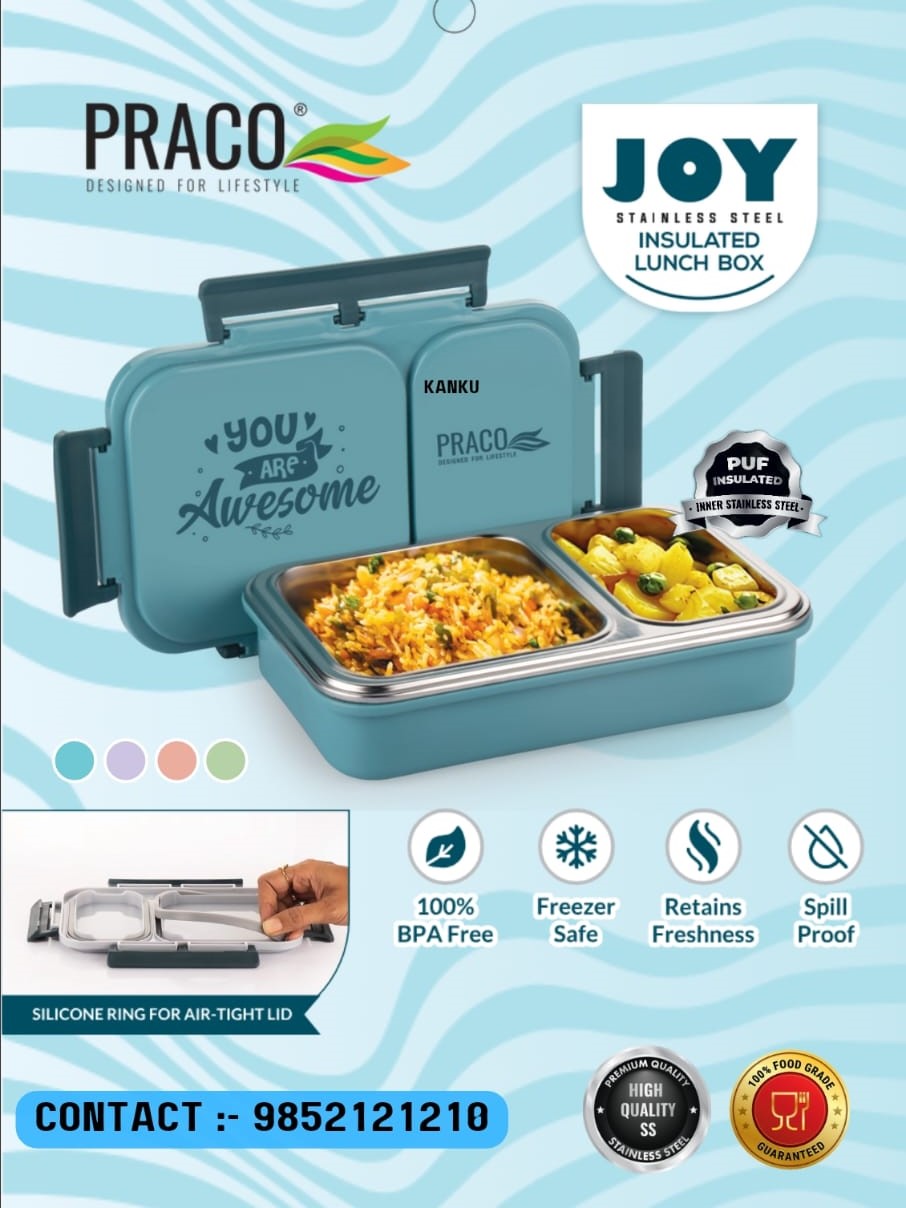 PRACO®
DESIGNED FOR LIFESTYLE
JOY
STAINLESS STEEL
INSULATED
LUNCH BOX
KANKU
YOU
ARe
Awesome
PRACO
DESIGNED FOR LIFESTYLE
PUF
INSULATED
• INNER STAINLESS STEEL •
100%
BPA Free
Freezer
Safe
Retains
Freshness
Spill
Proof
SILICONE RING FOR AIR-TIGHT LID
CONTACT :- 9852121210
PREMIUM QUALITY
HIGH
QUALITY
SS
STAINLESS STEEL
100% FOOD GRADE
GUARANTEED